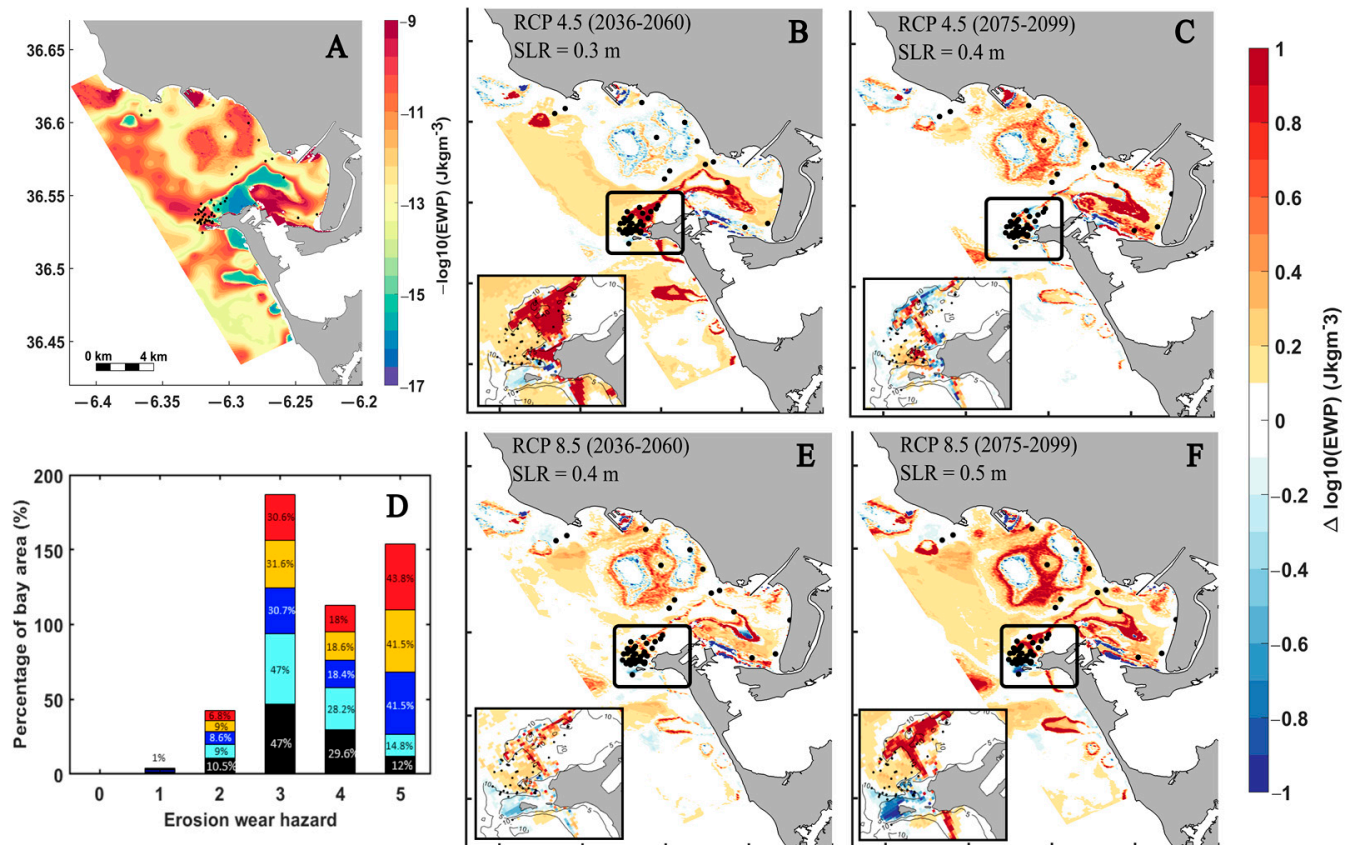 A
36.65
36.6
36.55
36.5
36.45
0 km
4 km
−6.4
−6.35
−6.3
−6.25
−6.2
−9
−11
−13
−15
−17
−log10(EWP) (Jkgm⁻³)
RCP 4.5 (2036-2060)
SLR = 0.3 m
B
RCP 4.5 (2075-2099)
SLR = 0.4 m
C
1
0.8
0.6
0.4
0.2
0
−0.2
−0.4
−0.6
−0.8
−1
△ log10(EWP) (Jkgm⁻³)
D
200
150
100
50
0
Percentage of bay area (%)
1%
6.8%
9%
8.6%
9%
10.5%
30.6%
31.6%
30.7%
47%
47%
18%
18.6%
18.4%
28.2%
29.6%
43.8%
41.5%
41.5%
14.8%
12%
0
1
2
3
4
5
Erosion wear hazard
RCP 8.5 (2036-2060)
SLR = 0.4 m
E
RCP 8.5 (2075-2099)
SLR = 0.5 m
F